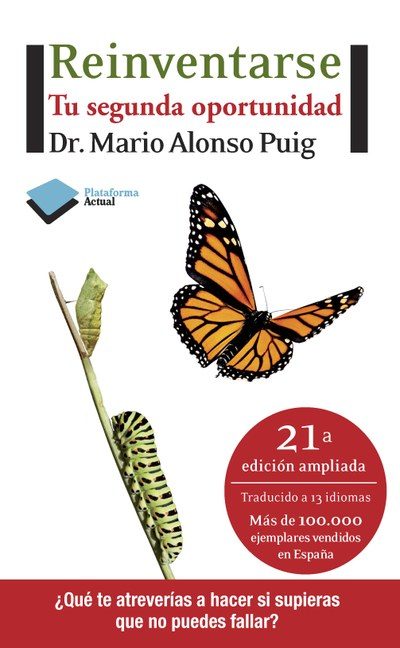 Reinventarse
Tu segunda oportunidad
Dr. Mario Alonso Puig
Plataforma
Actual
21a
edición ampliada
Traducido a 13 idiomas
Más de 100.000
ejemplares vendidos
en España
¿Qué te atreverías a hacer si supieras
que no puedes fallar?